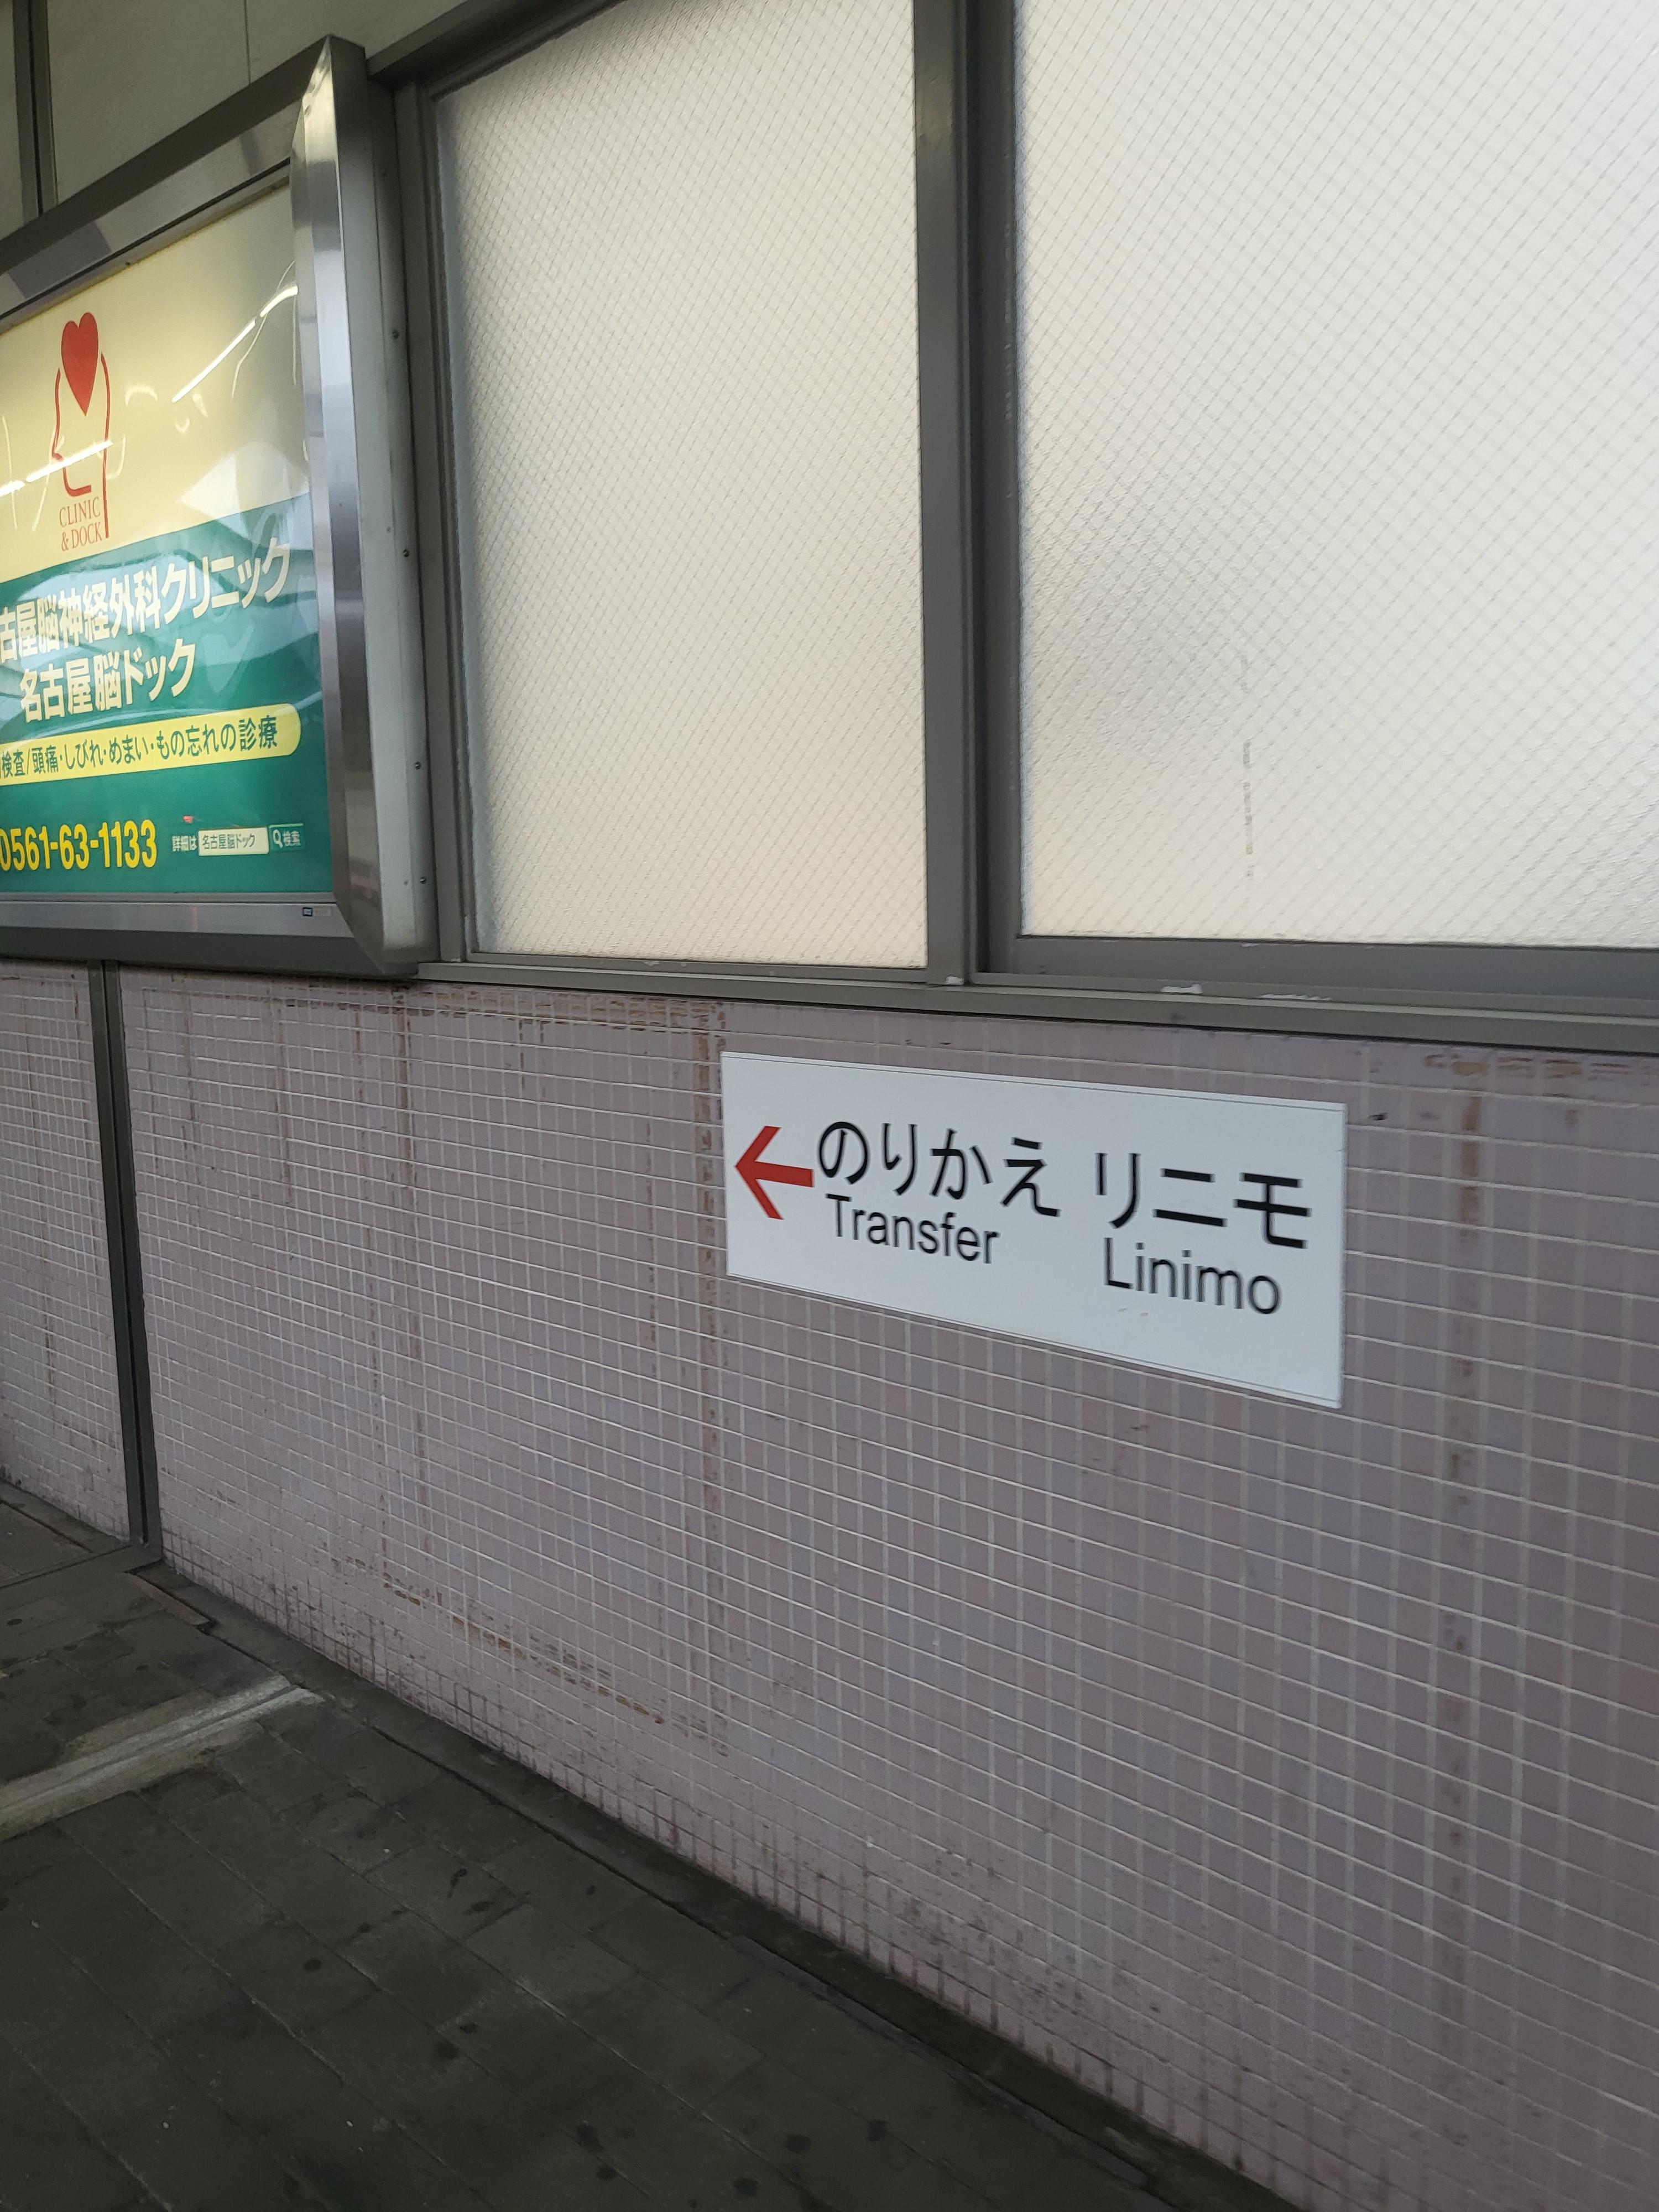 CLINIC
& DOCK
古屋脳神経外科クリニック
名古屋脳ドック
検査/頭痛・しびれ・めまい・もの忘れの診療
0561-63-1133 詳細は 名古屋脳ドック 検索
のりかえ リニモ
Transfer Linimo